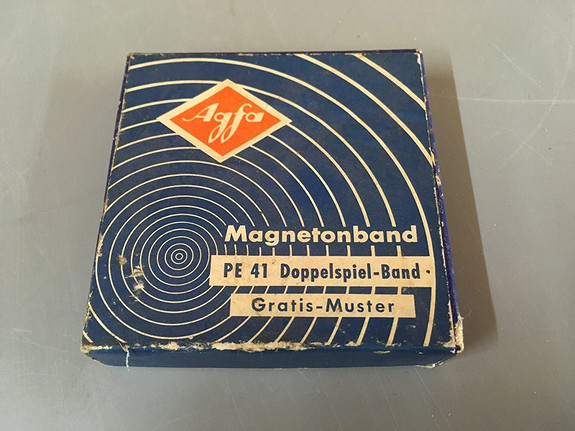 Agfa
Magnetonband
PE 41 Doppelspiel-Band
Gratis-Muster